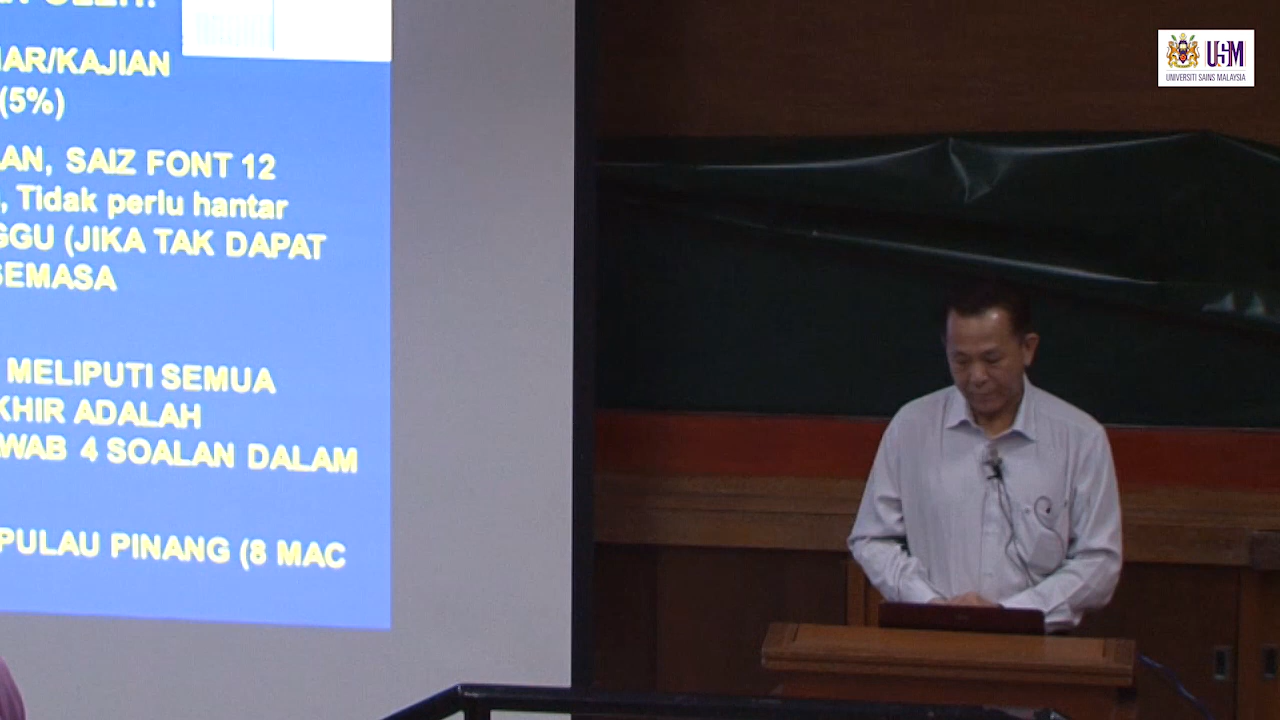 OLEH:
AR/KAJIAN
(5%)
AN, SAIZ FONT 12
, Tidak perlu hantar
GGU (JIKA TAK DAPAT
SEMASA
MELIPUTI SEMUA
KHIR ADALAH
WAB 4 SOALAN DALAM
PULAU PINANG (8 MAC
USM
UNIVERSITI SAINS MALAYSIA